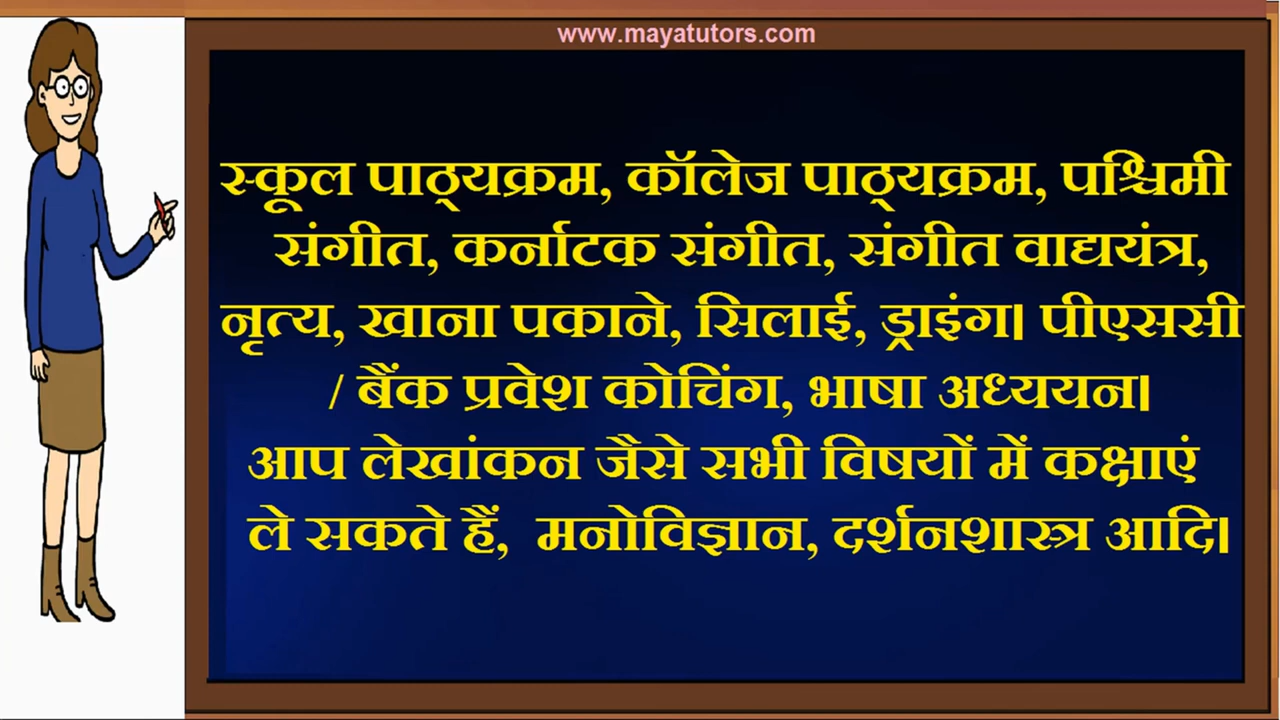 www.mayatutors.com
स्कूल पाठ्यक्रम, कॉलेज पाठ्यक्रम, पश्चिमी
संगीत, कर्नाटक संगीत, संगीत वाद्ययंत्र,
नृत्य, खाना पकाने, सिलाई, ड्राइंग। पीएससी
/ बैंक प्रवेश कोचिंग, भाषा अध्ययन।
आप लेखांकन जैसे सभी विषयों में कक्षाएं
ले सकते हैं, मनोविज्ञान, दर्शनशास्त्र आदि।